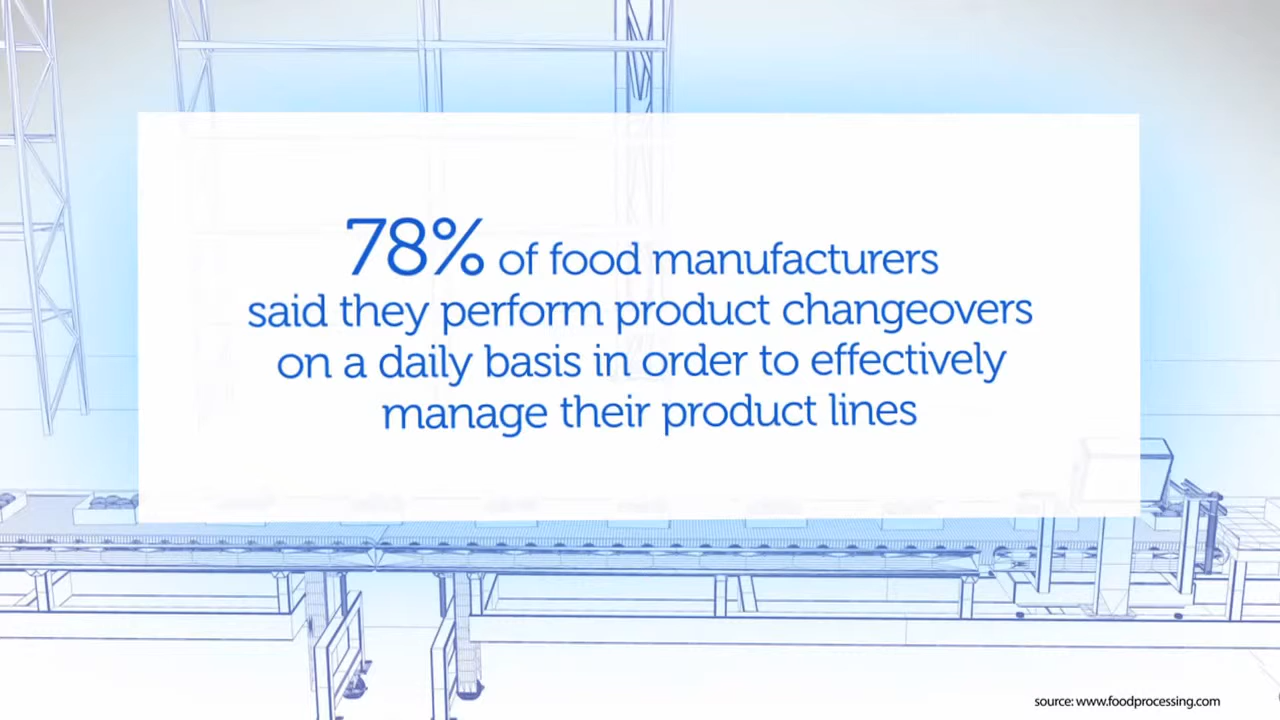 78% of food manufacturers
said they perform product changeovers
on a daily basis in order to effectively
manage their product lines
source: www.foodprocessing.com